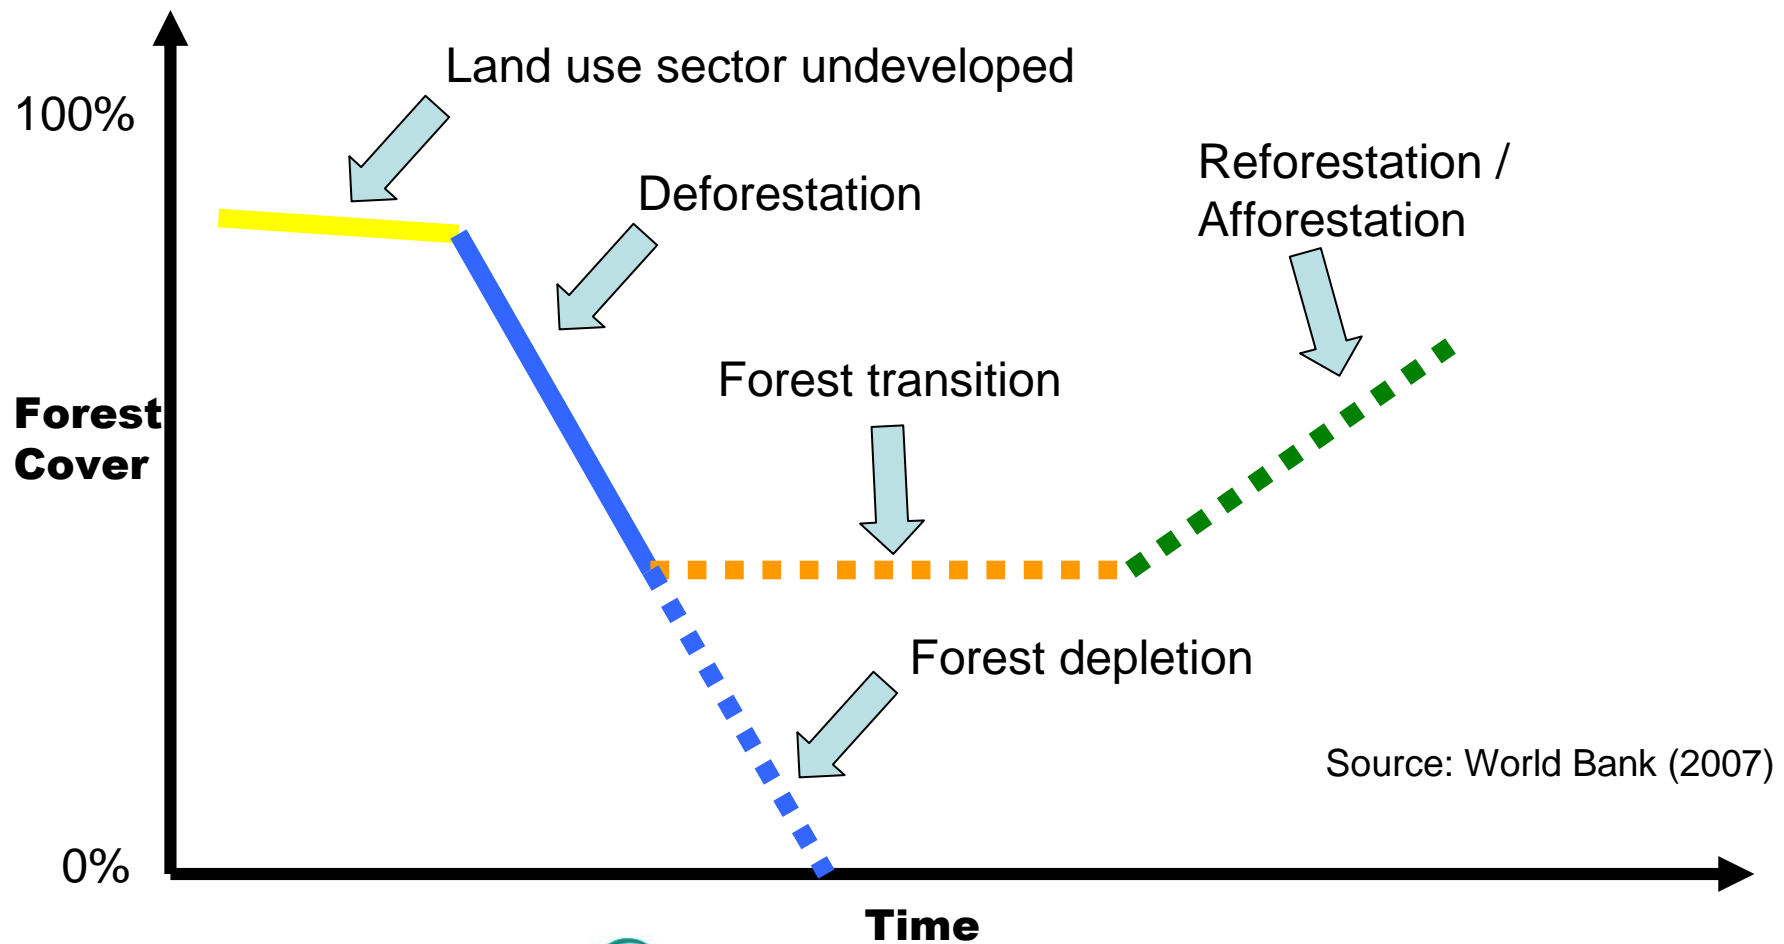 Land use sector undeveloped
100%
Reforestation /
Afforestation
Deforestation
Forest transition
Forest
Cover
Forest depletion
Source: World Bank (2007)
0%
Time